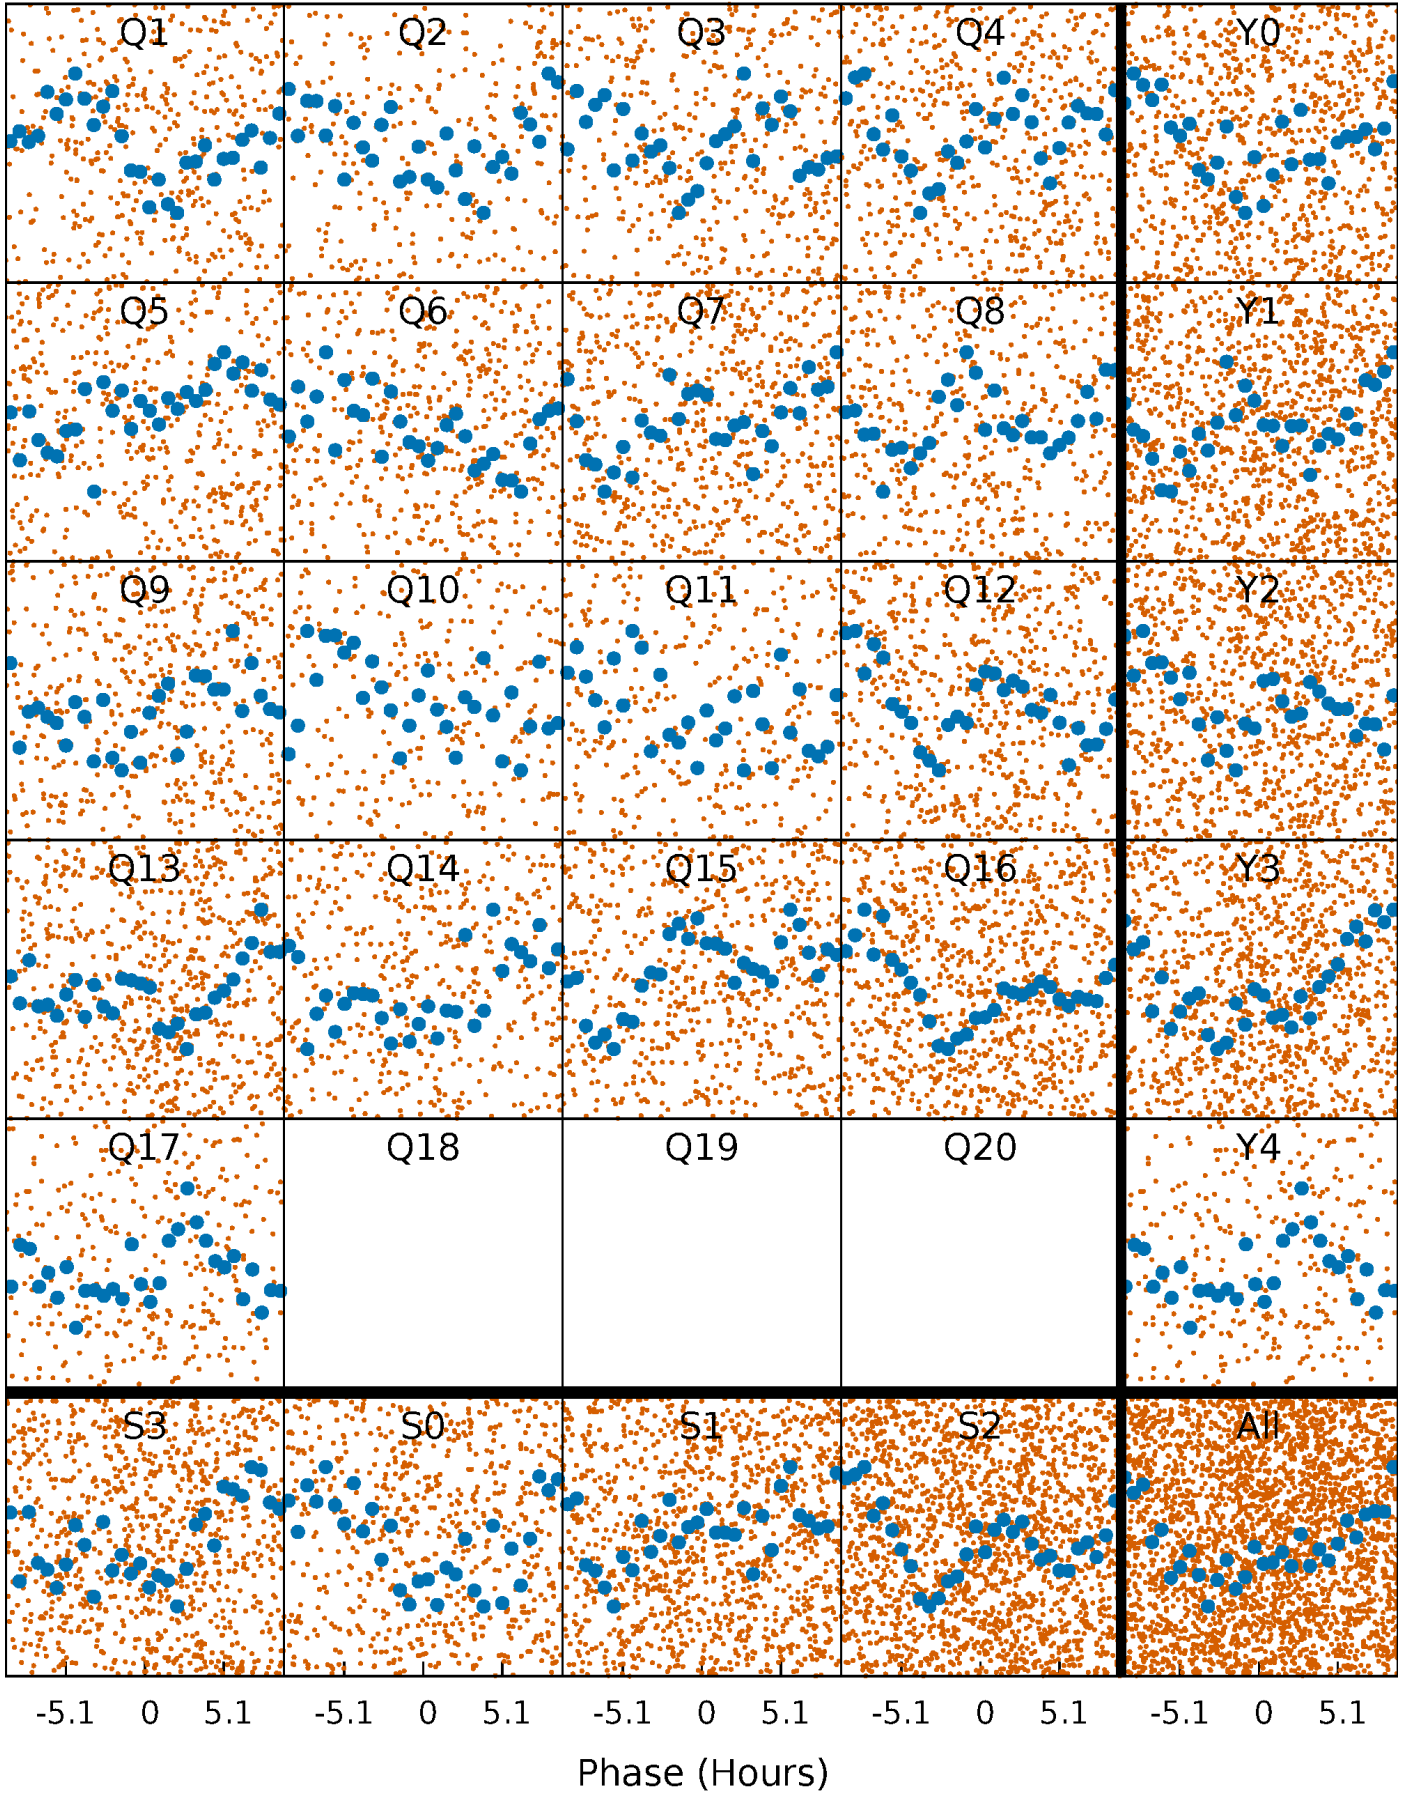 Q1 Q2 Q3 Q4 Y0
Q5 Q6 Q7 Q8 Y1
Q9 Q10 Q11 Q12 Y2
Q13 Q14 Q15 Q16 Y3
Q17 Q18 Q19 Q20 Y4
S3 S0 S1 S2 All
-5.1 0 5.1 -5.1 0 5.1 -5.1 0 5.1 -5.1 0 5.1 -5.1 0 5.1
Phase (Hours)